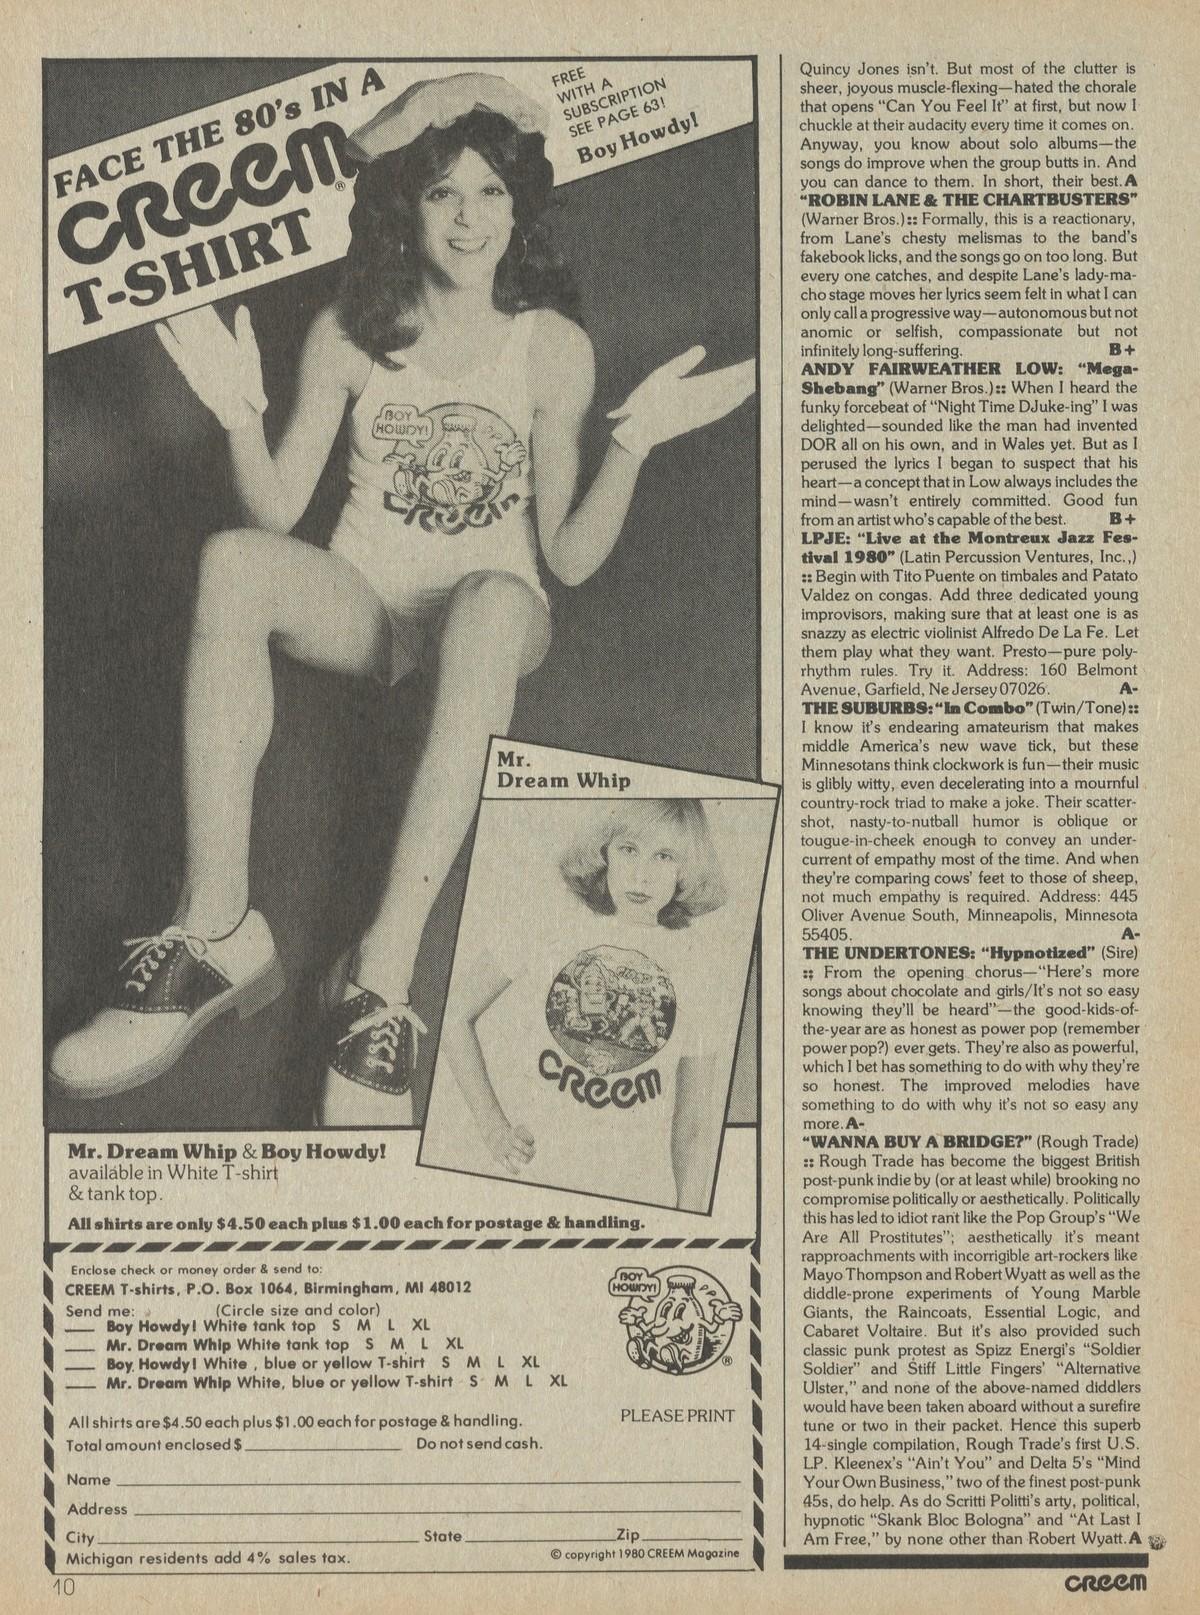 FACE THE 80's IN A
CREEM®
T-SHIRT
FREE
WITH A
SUBSCRIPTION
SEE PAGE 63!
Boy Howdy!
BOY
HOWDY!
CREEM
Mr.
Dream Whip
CREEM
Mr. Dream Whip & Boy Howdy!
available in White T-shirt
& tank top.
All shirts are only $4.50 each plus $1.00 each for postage & handling.
Enclose check or money order & send to:
CREEM T-shirts, P.O. Box 1064, Birmingham, MI 48012
Send me: (Circle size and color)
___ Boy Howdy! White tank top S M L XL
___ Mr. Dream Whip White tank top S M L XL
___ Boy Howdy! White , blue or yellow T-shirt S M L XL
___ Mr. Dream Whip White, blue or yellow T-shirt S M L XL
BOY
HOWDY!
®
PLEASE PRINT
All shirts are $4.50 each plus $1.00 each for postage & handling.
Total amount enclosed $____________ Do not send cash.
Name
Address
City State Zip
Michigan residents add 4% sales tax. © copyright 1980 CREEM Magazine
10
Quincy Jones isn't. But most of the clutter is
sheer, joyous muscle-flexing—hated the chorale
that opens “Can You Feel It” at first, but now I
chuckle at their audacity every time it comes on.
Anyway, you know about solo albums—the
songs do improve when the group butts in. And
you can dance to them. In short, their best. A
“ROBIN LANE & THE CHARTBUSTERS”
(Warner Bros.):: Formally, this is a reactionary,
from Lane's chesty melismas to the band's
fakebook licks, and the songs go on too long. But
every one catches, and despite Lane's lady-ma-
cho stage moves her lyrics seem felt in what I can
only call a progressive way—autonomous but not
anomic or selfish, compassionate but not
infinitely long-suffering. B+
ANDY FAIRWEATHER LOW: “Mega-
Shebang” (Warner Bros.):: When I heard the
funky forcebeat of “Night Time DJuke-ing” I was
delighted—sounded like the man had invented
DOR all on his own, and in Wales yet. But as I
perused the lyrics I began to suspect that his
heart—a concept that in Low always includes the
mind—wasn't entirely committed. Good fun
from an artist who's capable of the best. B+
LPJE: “Live at the Montreux Jazz Fes-
tival 1980” (Latin Percussion Ventures, Inc.,)
:: Begin with Tito Puente on timbales and Patato
Valdez on congas. Add three dedicated young
improvisors, making sure that at least one is as
snazzy as electric violinist Alfredo De La Fe. Let
them play what they want. Presto—pure poly-
rhythm rules. Try it. Address: 160 Belmont
Avenue, Garfield, Ne Jersey 07026. A-
THE SUBURBS: “In Combo” (Twin/Tone)::
I know it's endearing amateurism that makes
middle America's new wave tick, but these
Minnesotans think clockwork is fun—their music
is glibly witty, even decelerating into a mournful
country-rock triad to make a joke. Their scatter-
shot, nasty-to-nutball humor is oblique or
tougue-in-cheek enough to convey an under-
current of empathy most of the time. And when
they're comparing cows' feet to those of sheep,
not much empathy is required. Address: 445
Oliver Avenue South, Minneapolis, Minnesota
55405. A-
THE UNDERTONES: “Hypnotized” (Sire)
:: From the opening chorus—“Here's more
songs about chocolate and girls/It's not so easy
knowing they'll be heard”—the good-kids-of-
the-year are as honest as power pop (remember
power pop?) ever gets. They're also as powerful,
which I bet has something to do with why they're
so honest. The improved melodies have
something to do with why it's not so easy any
more. A-
“WANNA BUY A BRIDGE?” (Rough Trade)
:: Rough Trade has become the biggest British
post-punk indie by (or at least while) brooking no
compromise politically or aesthetically. Politically
this has led to idiot rant like the Pop Group's “We
Are All Prostitutes”; aesthetically it's meant
rapproachments with incorrigible art-rockers like
Mayo Thompson and Robert Wyatt as well as the
diddle-prone experiments of Young Marble
Giants, the Raincoats, Essential Logic, and
Cabaret Voltaire. But it's also provided such
classic punk protest as Spizz Energi's “Soldier
Soldier” and Stiff Little Fingers' “Alternative
Ulster,” and none of the above-named diddlers
would have been taken aboard without a surefire
tune or two in their packet. Hence this superb
14-single compilation, Rough Trade's first U.S.
LP. Kleenex's “Ain't You” and Delta 5's “Mind
Your Own Business,” two of the finest post-punk
45s, do help. As do Scritti Politti's arty, political,
hypnotic “Skank Bloc Bologna” and “At Last I
Am Free,” by none other than Robert Wyatt. A
CREEM